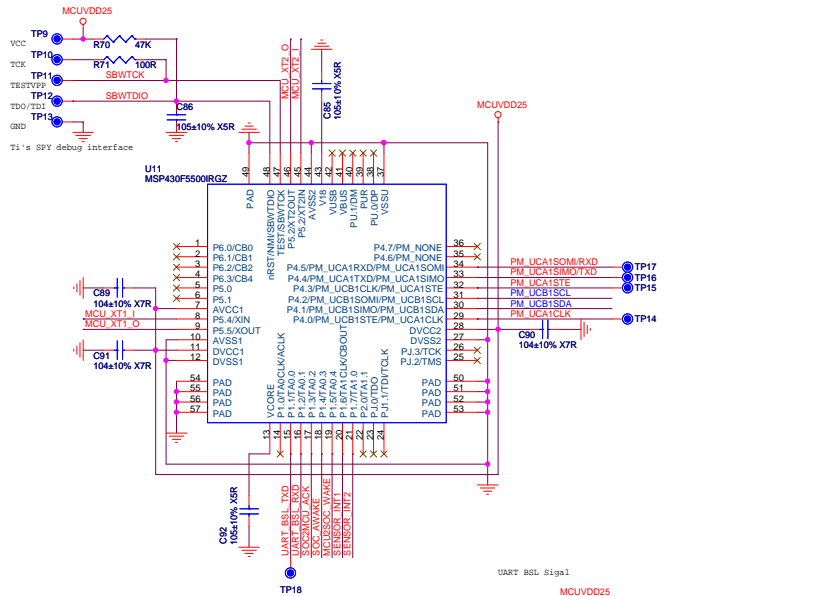 MCUVDD25
TP9
VCC
R70 47K
TP10
TCK
R71 100R
TP11
SBWTCK
TESTVPP
TP12
SBWTDIO
TDO/TDI
TP13
GND
Ti's SPY debug interface
C86
105±10% X5R
MCU_XT2_O
MCU_XT2_I
C85
105±10% X5R
MCUVDD25
U11
MSP430F5500IRGZ
49
48
47
46
45
44
43
42
41
40
39
38
37
PAD
nRST/NMI/SBWTDIO
TEST/SBWTCK
P5.2/XT2OUT
P5.2/XT2IN
AVSS2
V18
VUSB
VBUS
PU.1/DM
PUR
PU.0/DP
VSSU
1 P6.0/CB0
2 P6.1/CB1
3 P6.2/CB2
4 P6.3/CB4
5 P5.0
6 P5.1
7 AVCC1
8 P5.4/XIN
9 P5.5/XOUT
10 AVSS1
11 DVCC1
12 DVSS1
54 PAD
55 PAD
56 PAD
57 PAD
C89
104±10% X7R
MCU_XT1_I
MCU_XT1_O
C91
104±10% X7R
P4.7/PM_NONE 36
P4.6/PM_NONE 35
P4.5/PM_UCA1RXD/PM_UCA1SOMI 34
P4.4/PM_UCA1TXD/PM_UCA1SIMO 33
P4.3/PM_UCB1CLK/PM_UCA1STE 32
P4.2/PM_UCB1SOMI/PM_UCB1SCL 31
P4.1/PM_UCB1SIMO/PM_UCB1SDA 30
P4.0/PM_UCB1STE/PM_UCA1CLK 29
DVCC2 28
DVSS2 27
PJ.3/TCK 26
PJ.2/TMS 25
PAD 50
PAD 51
PAD 52
PAD 53
PM_UCA1SOMI/RXD
TP17
PM_UCA1SIMO/TXD
TP16
PM_UCA1STE
TP15
PM_UCB1SCL
PM_UCB1SDA
PM_UCA1CLK
TP14
C90
104±10% X7R
VCORE
P1.0/TA0CLK/ACLK
P1.1/TA0.0
P1.2/TA0.1
P1.3/TA0.2
P1.4/TA0.3
P1.5/TA0.4
P1.6/TA1CLK/CBOUT
P1.7/TA1.0
P2.0/TA1.1
PJ.0/TDO
PJ1.1/TDI/TCLK
13
14
15
16
17
18
19
20
21
22
23
24
C92
105±10% X5R
UART_BSL_TXD
UART_BSL_RXD
SOC2MCU_ACK
SOC_AWAKE
MCU2SOC_WAKE
SENSOR_INT1
SENSOR_INT2
TP18
UART BSL Sigal
MCUVDD25